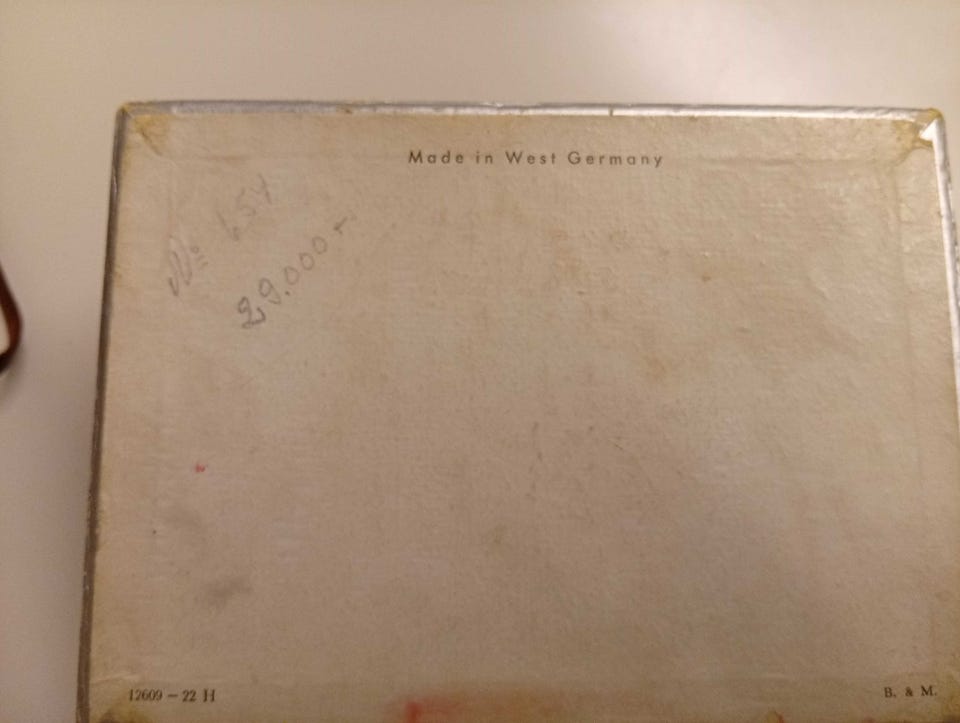 Made in West Germany
No 654
29.000 -
12609 – 22 H
B. & M.